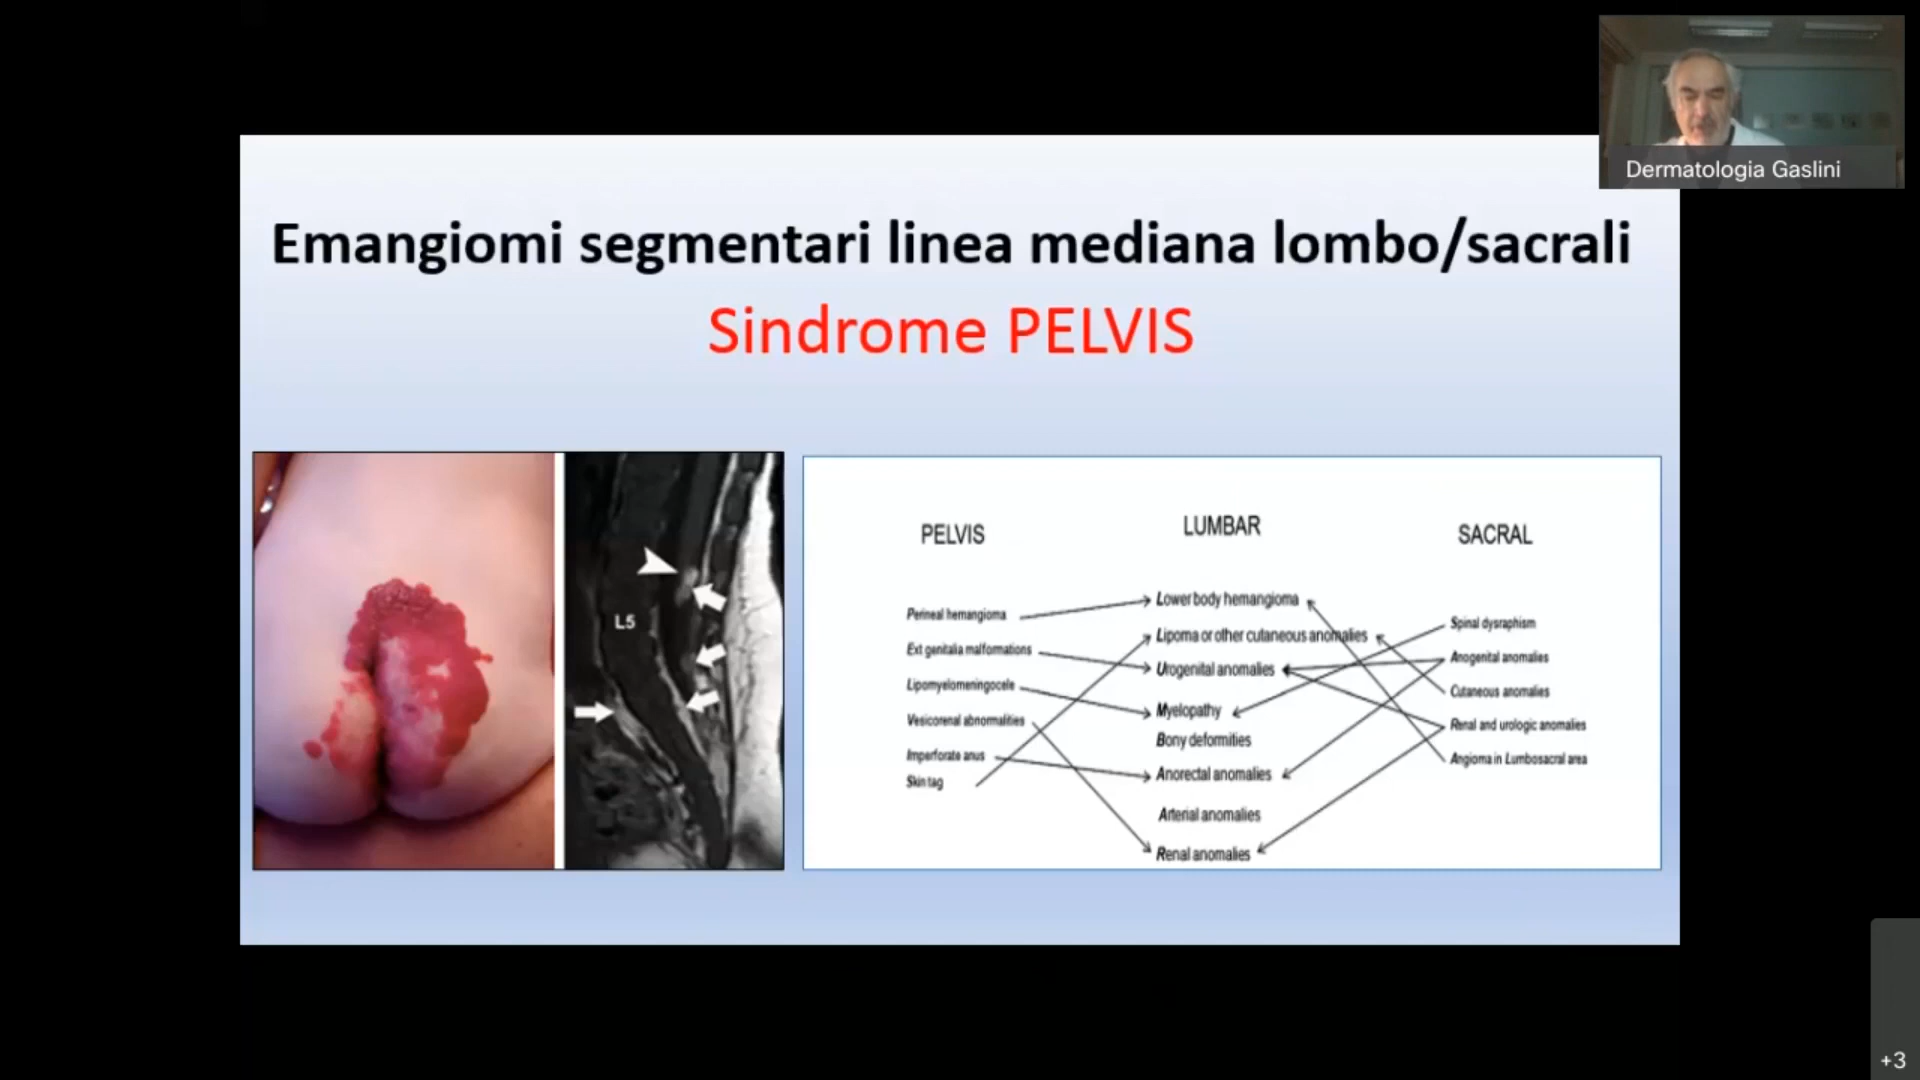 Dermatologia Gaslini
Emangiomi segmentari linea mediana lombo/sacrali
Sindrome PELVIS
L5
PELVIS
Perineal hemangioma
Ext genitalia malformations
Lipomyelomeningocele
Vesicorenal abnormalities
Imperforate anus
Skin tag
LUMBAR
Lower body hemangioma
Lipoma or other cutaneous anomalies
Urogenital anomalies
Myelopathy
Bony deformities
Anorectal anomalies
Arterial anomalies
Renal anomalies
SACRAL
Spinal dysraphism
Anogenital anomalies
Cutaneous anomalies
Renal and urologic anomalies
Angioma in Lumbosacral area
+3